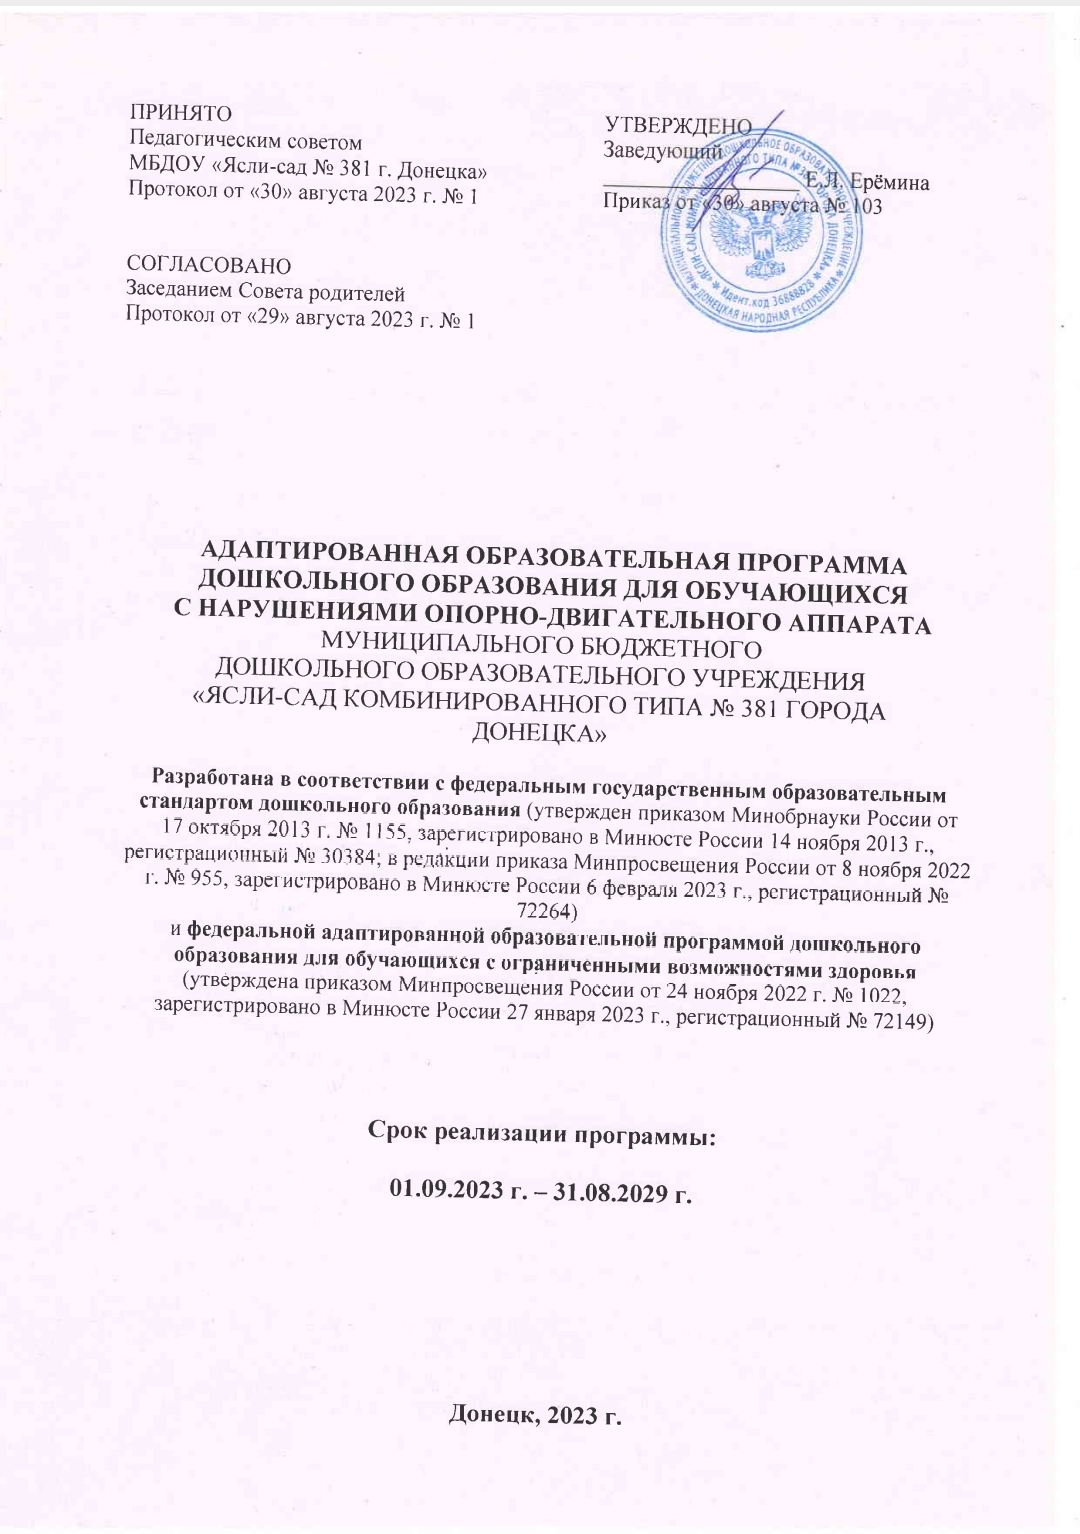 ПРИНЯТО
Педагогическим советом
МБДОУ «Ясли-сад № 381 г. Донецка»
Протокол от «30» августа 2023 г. № 1
УТВЕРЖДЕНО
Заведующий
Е.Л. Ерёмина
Приказ от «30» августа № 103
ДОНЕЦКАЯ НАРОДНАЯ РЕСПУБЛИКА
Идент.код 36888828
СОГЛАСОВАНО
Заседанием Совета родителей
Протокол от «29» августа 2023 г. № 1
АДАПТИРОВАННАЯ ОБРАЗОВАТЕЛЬНАЯ ПРОГРАММА
ДОШКОЛЬНОГО ОБРАЗОВАНИЯ ДЛЯ ОБУЧАЮЩИХСЯ
С НАРУШЕНИЯМИ ОПОРНО-ДВИГАТЕЛЬНОГО АППАРАТА
МУНИЦИПАЛЬНОГО БЮДЖЕТНОГО
ДОШКОЛЬНОГО ОБРАЗОВАТЕЛЬНОГО УЧРЕЖДЕНИЯ
«ЯСЛИ-САД КОМБИНИРОВАННОГО ТИПА № 381 ГОРОДА
ДОНЕЦКА»
Разработана в соответствии с федеральным государственным образовательным
стандартом дошкольного образования (утвержден приказом Минобрнауки России от
17 октября 2013 г. № 1155, зарегистрировано в Минюсте России 14 ноября 2013 г.,
регистрационный № 30384; в редакции приказа Минпросвещения России от 8 ноября 2022
г. № 955, зарегистрировано в Минюсте России 6 февраля 2023 г., регистрационный №
72264)
и федеральной адаптированной образовательной программой дошкольного
образования для обучающихся с ограниченными возможностями здоровья
(утверждена приказом Минпросвещения России от 24 ноября 2022 г. № 1022,
зарегистрировано в Минюсте России 27 января 2023 г., регистрационный № 72149)
Срок реализации программы:
01.09.2023 г. – 31.08.2029 г.
Донецк, 2023 г.